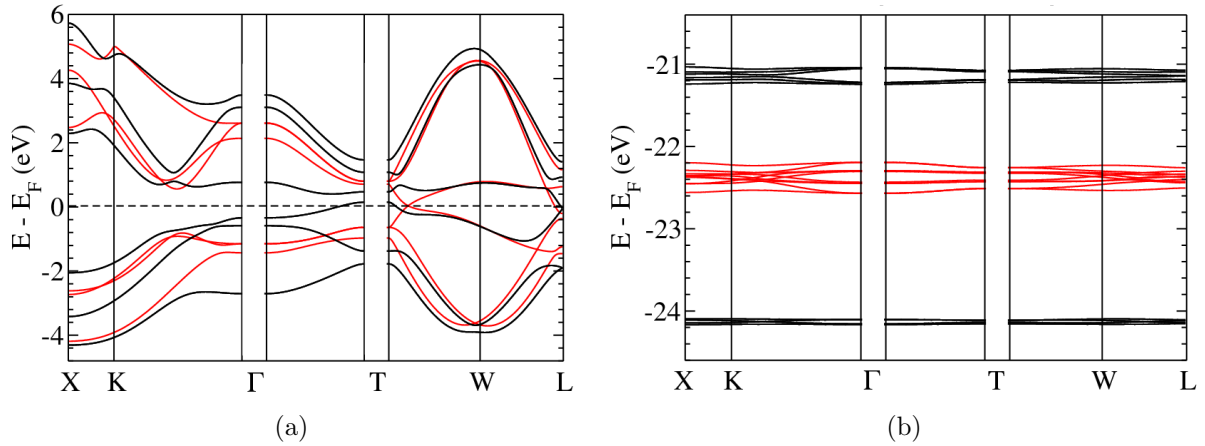 6
4
2
0
-2
-4
E - E_F (eV)
X K Γ T W L
(a)
-21
-22
-23
-24
E - E_F (eV)
X K Γ T W L
(b)